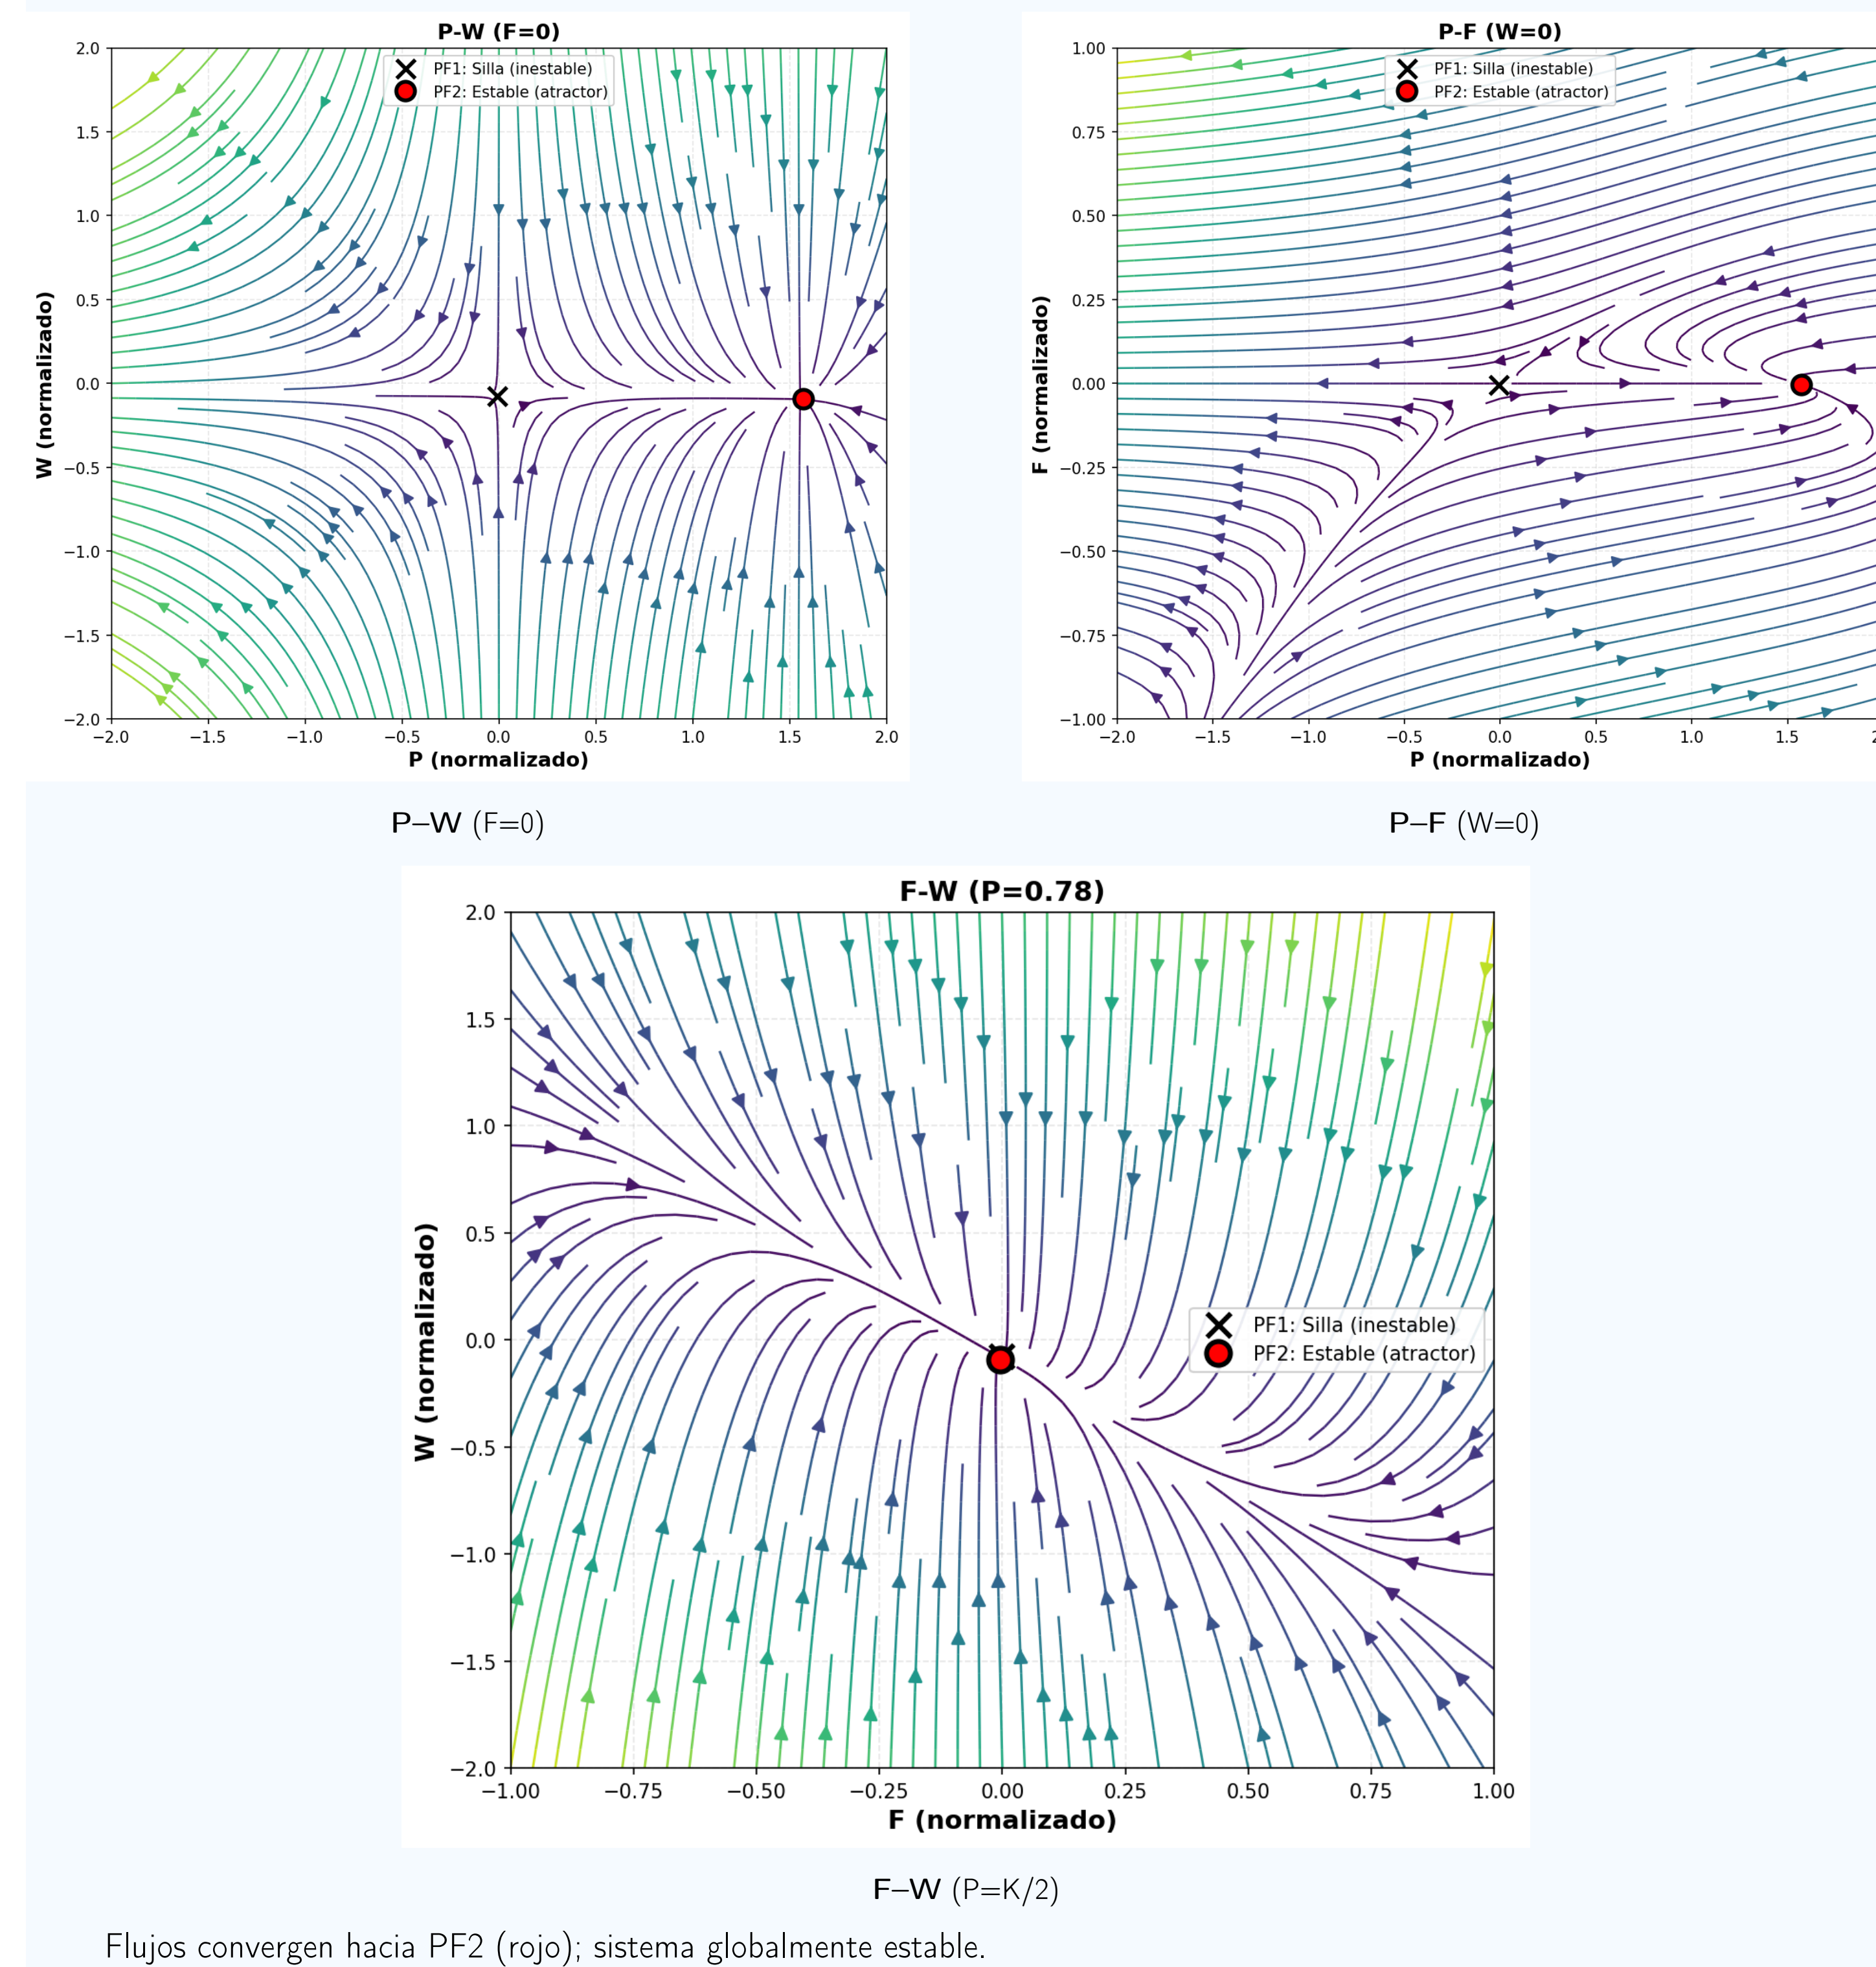 P-W (F=0)
PF1: Silla (inestable)
PF2: Estable (atractor)
2.0
1.5
1.0
0.5
0.0
−0.5
−1.0
−1.5
−2.0
W (normalizado)
−2.0 −1.5 −1.0 −0.5 0.0 0.5 1.0 1.5 2.0
P (normalizado)
P–W (F=0)
P-F (W=0)
PF1: Silla (inestable)
PF2: Estable (atractor)
1.00
0.75
0.50
0.25
0.00
−0.25
−0.50
−0.75
−1.00
F (normalizado)
−2.0 −1.5 −1.0 −0.5 0.0 0.5 1.0 1.5
P (normalizado)
P–F (W=0)
F-W (P=0.78)
2.0
1.5
1.0
0.5
0.0
−0.5
−1.0
−1.5
−2.0
W (normalizado)
PF1: Silla (inestable)
PF2: Estable (atractor)
−1.00 −0.75 −0.50 −0.25 0.00 0.25 0.50 0.75 1.00
F (normalizado)
F–W (P=K/2)
Flujos convergen hacia PF2 (rojo); sistema globalmente estable.